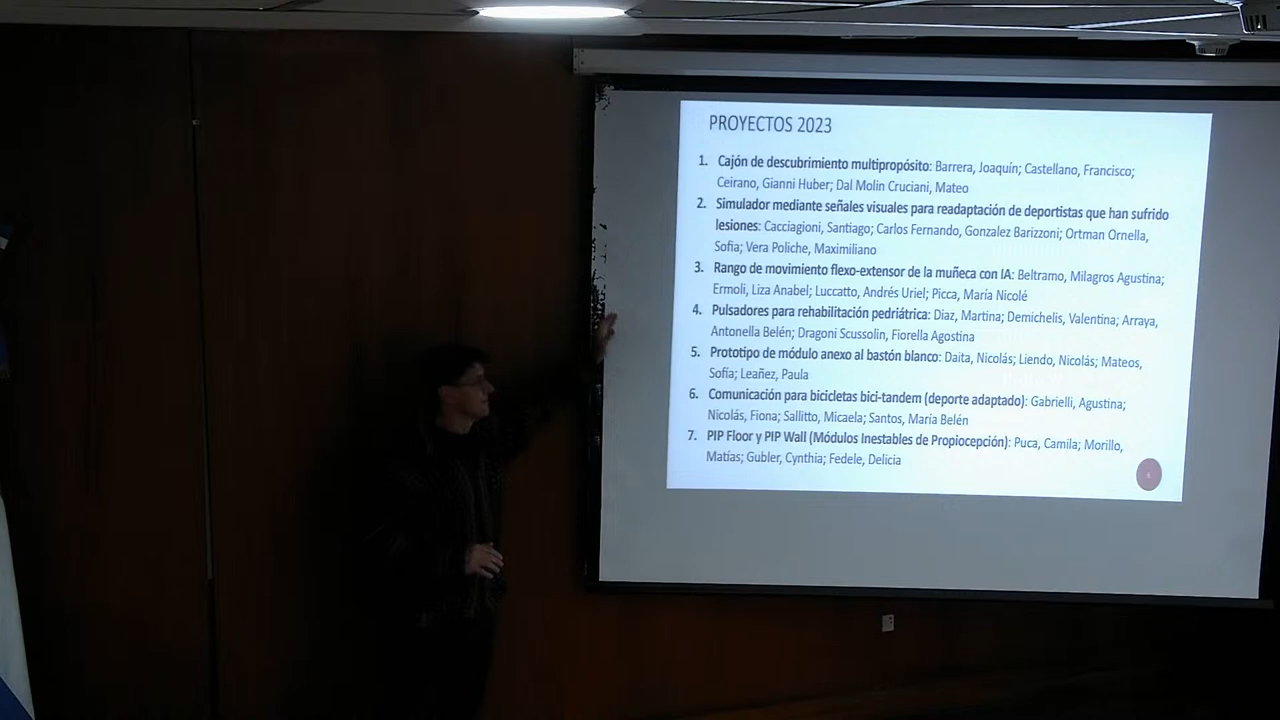 PROYECTOS 2023
1. Cajón de descubrimiento multipropósito: Barrera, Joaquín; Castellano, Francisco;
Ceirano, Gianni Huber; Dal Molin Cruciani, Mateo
2. Simulador mediante señales visuales para readaptación de deportistas que han sufrido
lesiones: Cacciagioni, Santiago; Carlos Fernando, Gonzalez Barizzoni; Ortman Ornella,
Sofia; Vera Poliche, Maximiliano
3. Rango de movimiento flexo-extensor de la muñeca con IA: Beltramo, Milagros Agustina;
Ermoli, Liza Anabel; Luccatto, Andrés Uriel; Picca, María Nicolé
4. Pulsadores para rehabilitación pedriátrica: Diaz, Martina; Demichelis, Valentina; Arraya,
Antonella Belén; Dragoni Scussolin, Fiorella Agostina
5. Prototipo de módulo anexo al bastón blanco: Daita, Nicolás; Liendo, Nicolás; Mateos,
Sofía; Leañez, Paula
6. Comunicación para bicicletas bici-tandem (deporte adaptado): Gabrielli, Agustina;
Nicolás, Fiona; Sallitto, Micaela; Santos, María Belén
7. PIP Floor y PIP Wall (Módulos Inestables de Propiocepción): Puca, Camila; Morillo,
Matías; Gubler, Cynthia; Fedele, Delicia